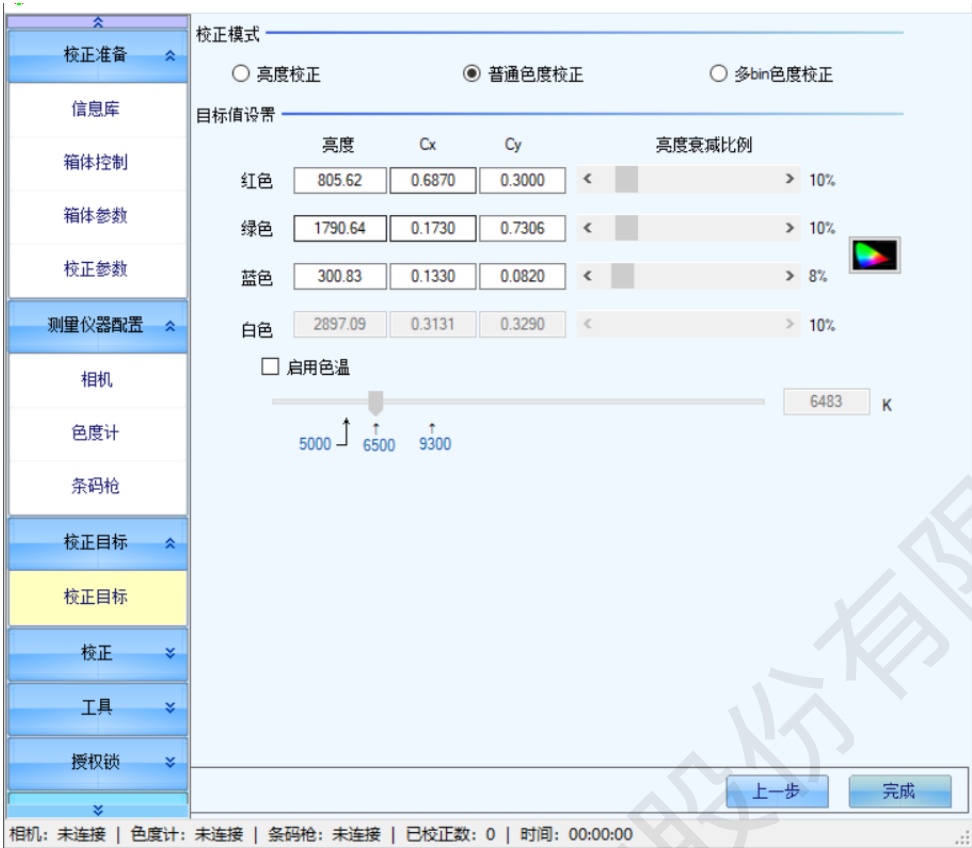 校正准备
信息库
箱体控制
箱体参数
校正参数
测量仪器配置
相机
色度计
条码枪
校正目标
校正目标
校正
工具
授权锁
校正模式
亮度校正 普通色度校正 多bin色度校正
目标值设置
亮度 Cx Cy 亮度衰减比例
红色 805.62 0.6870 0.3000 10%
绿色 1790.64 0.1730 0.7306 10%
蓝色 300.83 0.1330 0.0820 8%
白色 2897.09 0.3131 0.3290 10%
启用色温
6483 K
5000 6500 9300
上一步 完成
相机: 未连接 | 色度计: 未连接 | 条码枪: 未连接 | 已校正数: 0 | 时间: 00:00:00
股份有限